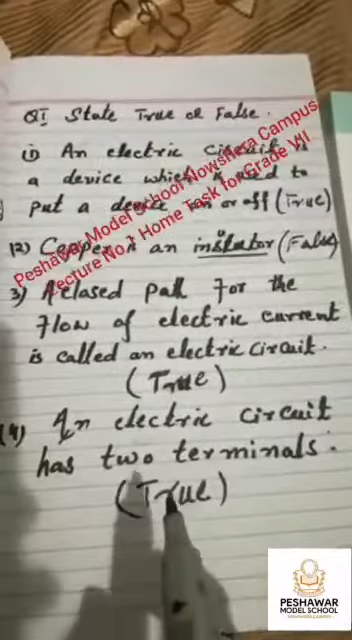 QI State True or False.
(i) An electric circuit is
a device which is used to
put a device on or off (True)
(2) Copper is an insulator (False)
3) A closed path for the
flow of electric current
is called an electric circuit.
(True)
(4) An electric circuit
has two terminals.
(True)
Peshawar Model School Nowshera Campus
Lecture No.1 Home Task for Grade VII
PESHAWAR
MODEL SCHOOL
NOWSHERA CAMPUS